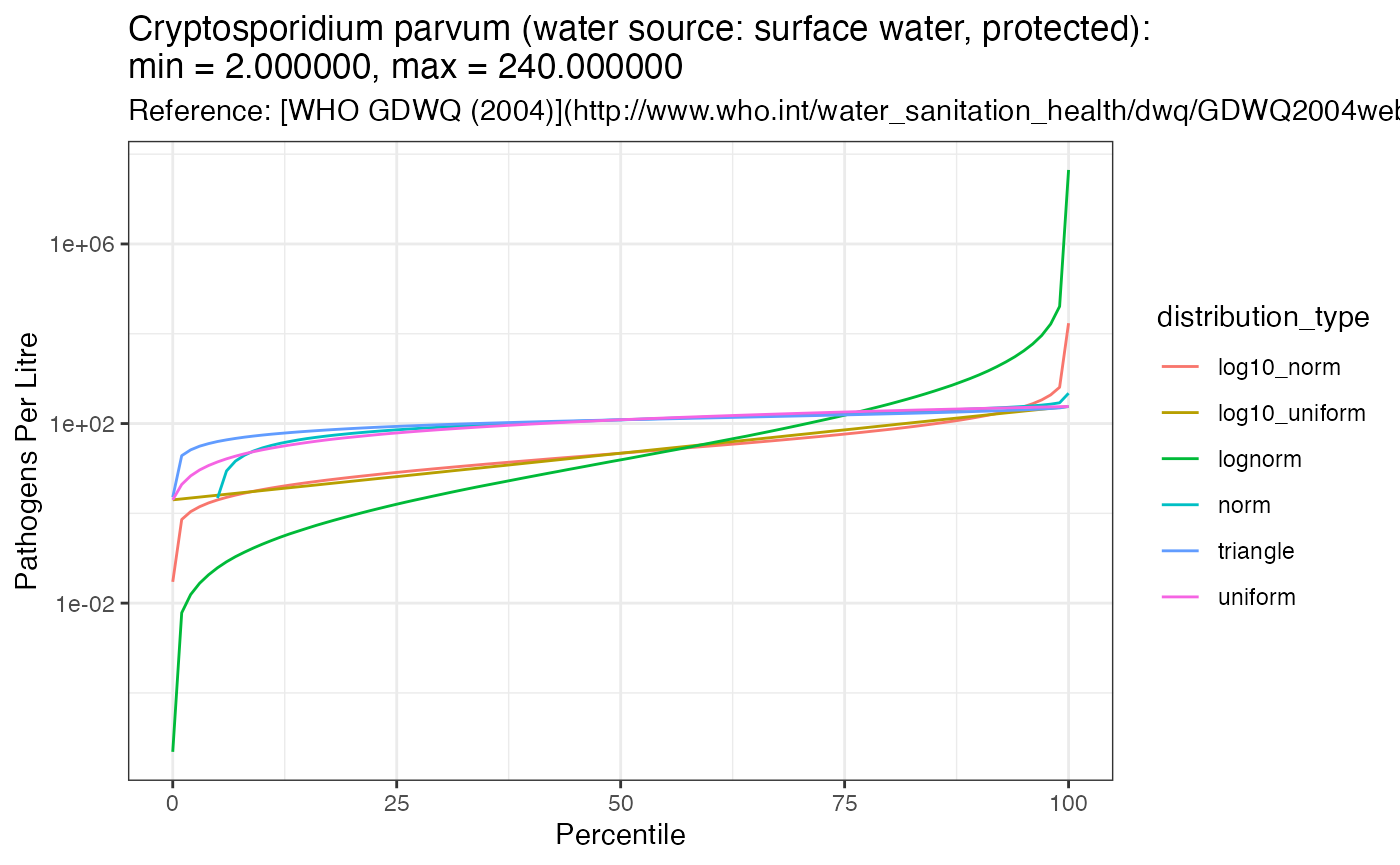 Cryptosporidium parvum (water source: surface water, protected):
min = 2.000000, max = 240.000000
Reference: [WHO GDWQ (2004)](http://www.who.int/water_sanitation_health/dwq/GDWQ2004web
1e+06
1e+02
1e-02
Pathogens Per Litre
0 25 50 75 100
Percentile
distribution_type
log10_norm
log10_uniform
lognorm
norm
triangle
uniform